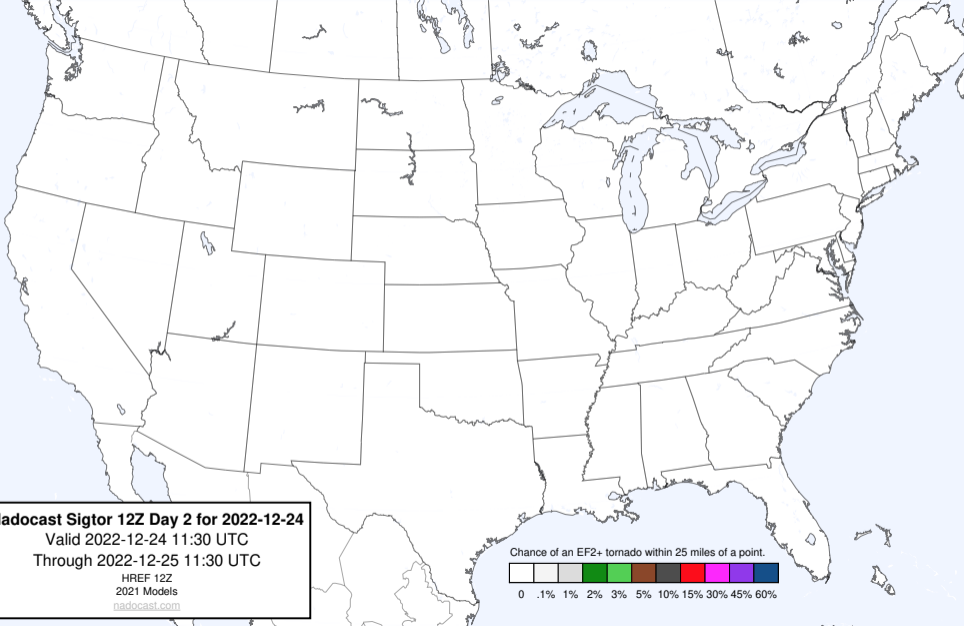 adocast Sigtor 12Z Day 2 for 2022-12-24
Valid 2022-12-24 11:30 UTC
Through 2022-12-25 11:30 UTC
HREF 12Z
2021 Models
nadocast.com
Chance of an EF2+ tornado within 25 miles of a point.
0 .1% 1% 2% 3% 5% 10% 15% 30% 45% 60%